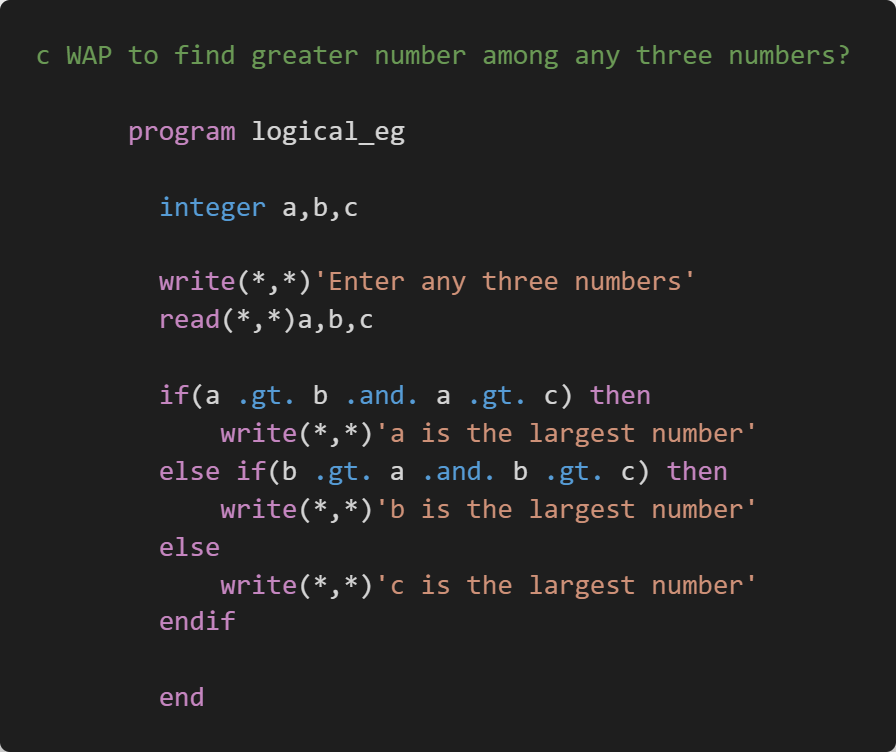 c WAP to find greater number among any three numbers?
program logical_eg
integer a,b,c
write(*,*)'Enter any three numbers'
read(*,*)a,b,c
if(a .gt. b .and. a .gt. c) then
write(*,*)'a is the largest number'
else if(b .gt. a .and. b .gt. c) then
write(*,*)'b is the largest number'
else
write(*,*)'c is the largest number'
endif
end